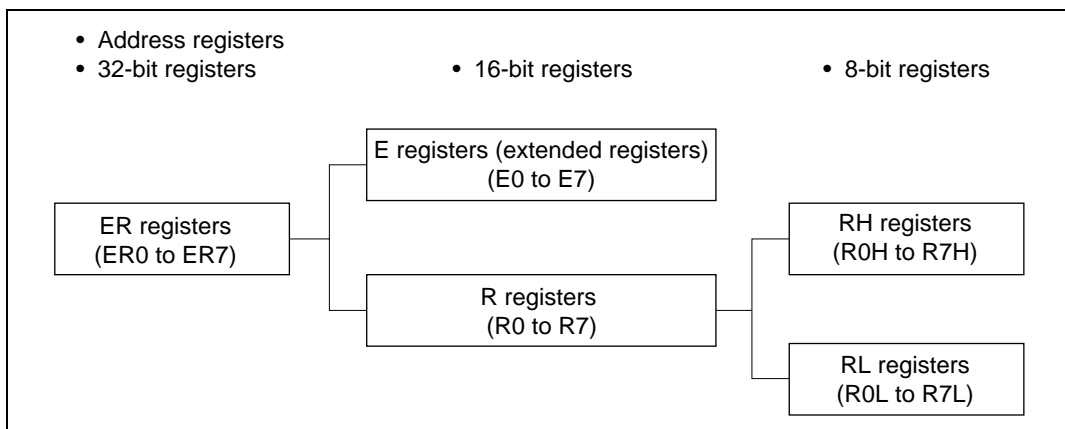 • Address registers
• 32-bit registers
• 16-bit registers
• 8-bit registers
E registers (extended registers)
(E0 to E7)
ER registers
(ER0 to ER7)
RH registers
(R0H to R7H)
R registers
(R0 to R7)
RL registers
(R0L to R7L)